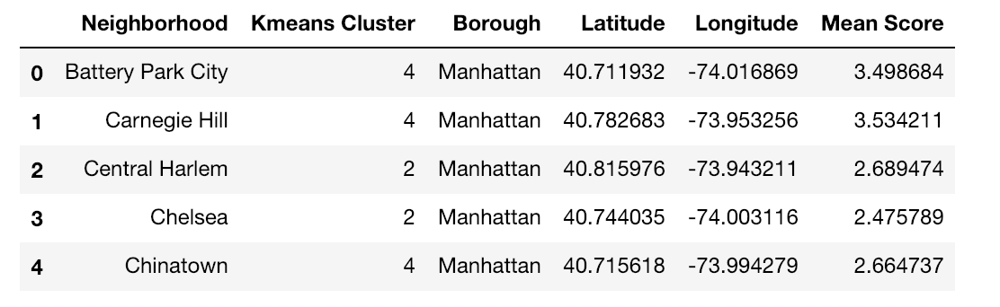 Neighborhood Kmeans Cluster Borough Latitude Longitude Mean Score
0 Battery Park City 4 Manhattan 40.711932 -74.016869 3.498684
1 Carnegie Hill 4 Manhattan 40.782683 -73.953256 3.534211
2 Central Harlem 2 Manhattan 40.815976 -73.943211 2.689474
3 Chelsea 2 Manhattan 40.744035 -74.003116 2.475789
4 Chinatown 4 Manhattan 40.715618 -73.994279 2.664737